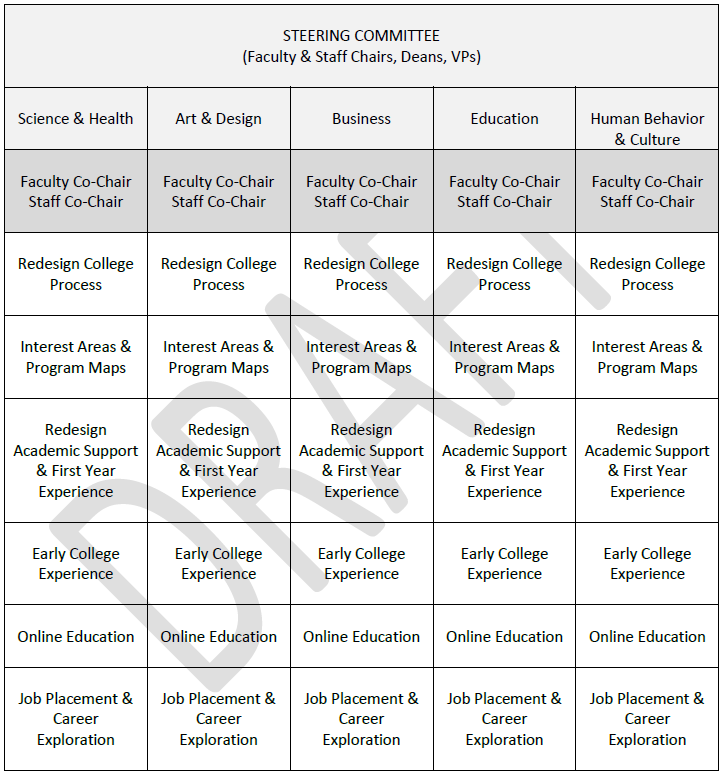 STEERING COMMITTEE
(Faculty & Staff Chairs, Deans, VPs)
Science & Health
Art & Design
Business
Education
Human Behavior
& Culture
Faculty Co-Chair
Staff Co-Chair
Faculty Co-Chair
Staff Co-Chair
Faculty Co-Chair
Staff Co-Chair
Faculty Co-Chair
Staff Co-Chair
Faculty Co-Chair
Staff Co-Chair
Redesign College
Process
Redesign College
Process
Redesign College
Process
Redesign College
Process
Redesign College
Process
Interest Areas &
Program Maps
Interest Areas &
Program Maps
Interest Areas &
Program Maps
Interest Areas &
Program Maps
Interest Areas &
Program Maps
Redesign
Academic Support
& First Year
Experience
Redesign
Academic Support
& First Year
Experience
Redesign
Academic Support
& First Year
Experience
Redesign
Academic Support
& First Year
Experience
Redesign
Academic Support
& First Year
Experience
Early College
Experience
Early College
Experience
Early College
Experience
Early College
Experience
Early College
Experience
Online Education
Online Education
Online Education
Online Education
Online Education
Job Placement &
Career
Exploration
Job Placement &
Career
Exploration
Job Placement &
Career
Exploration
Job Placement &
Career
Exploration
Job Placement &
Career
Exploration
DRAFT